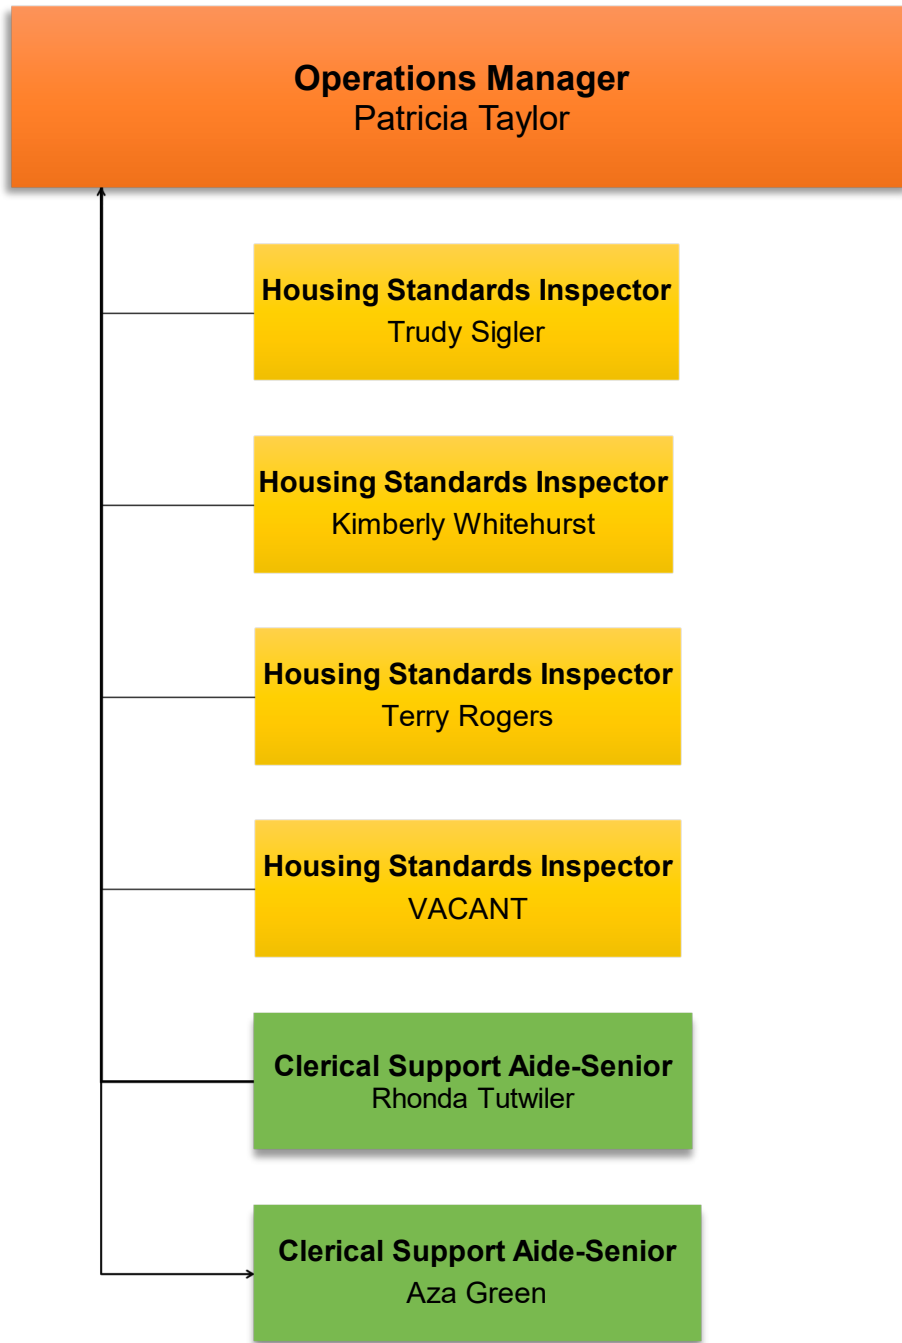 Operations Manager
Patricia Taylor
Housing Standards Inspector
Trudy Sigler
Housing Standards Inspector
Kimberly Whitehurst
Housing Standards Inspector
Terry Rogers
Housing Standards Inspector
VACANT
Clerical Support Aide-Senior
Rhonda Tutwiler
Clerical Support Aide-Senior
Aza Green